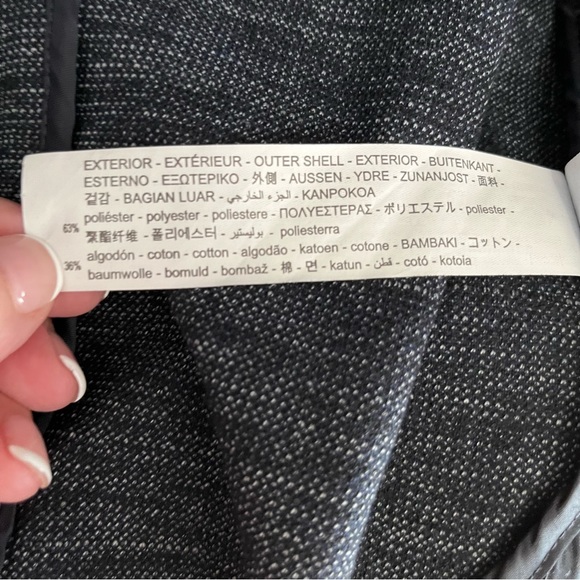 EXTERIOR - EXTÉRIEUR - OUTER SHELL - EXTERIOR - BUITENKANT -
ESTERNO - ΕΞΩΤΕΡΙΚΟ - 外側 - AUSSEN - YDRE - ZUNANJOST - 面料 -
겉감 - BAGIAN LUAR - الجزء الخارجي - KANPOKOA
63% poliéster - polyester - poliestere - ΠΟΛΥΕΣΤΕΡΑΣ - ポリエステル - poliester -
聚酯纤维 - 폴리에스터 - بوليستير - poliesterra
36% algodón - coton - cotton - algodão - katoen - cotone - BAMBAKI - コットン -
baumwolle - bomuld - bombaž - 棉 - 면 - katun - قطن - cotó - kotoia